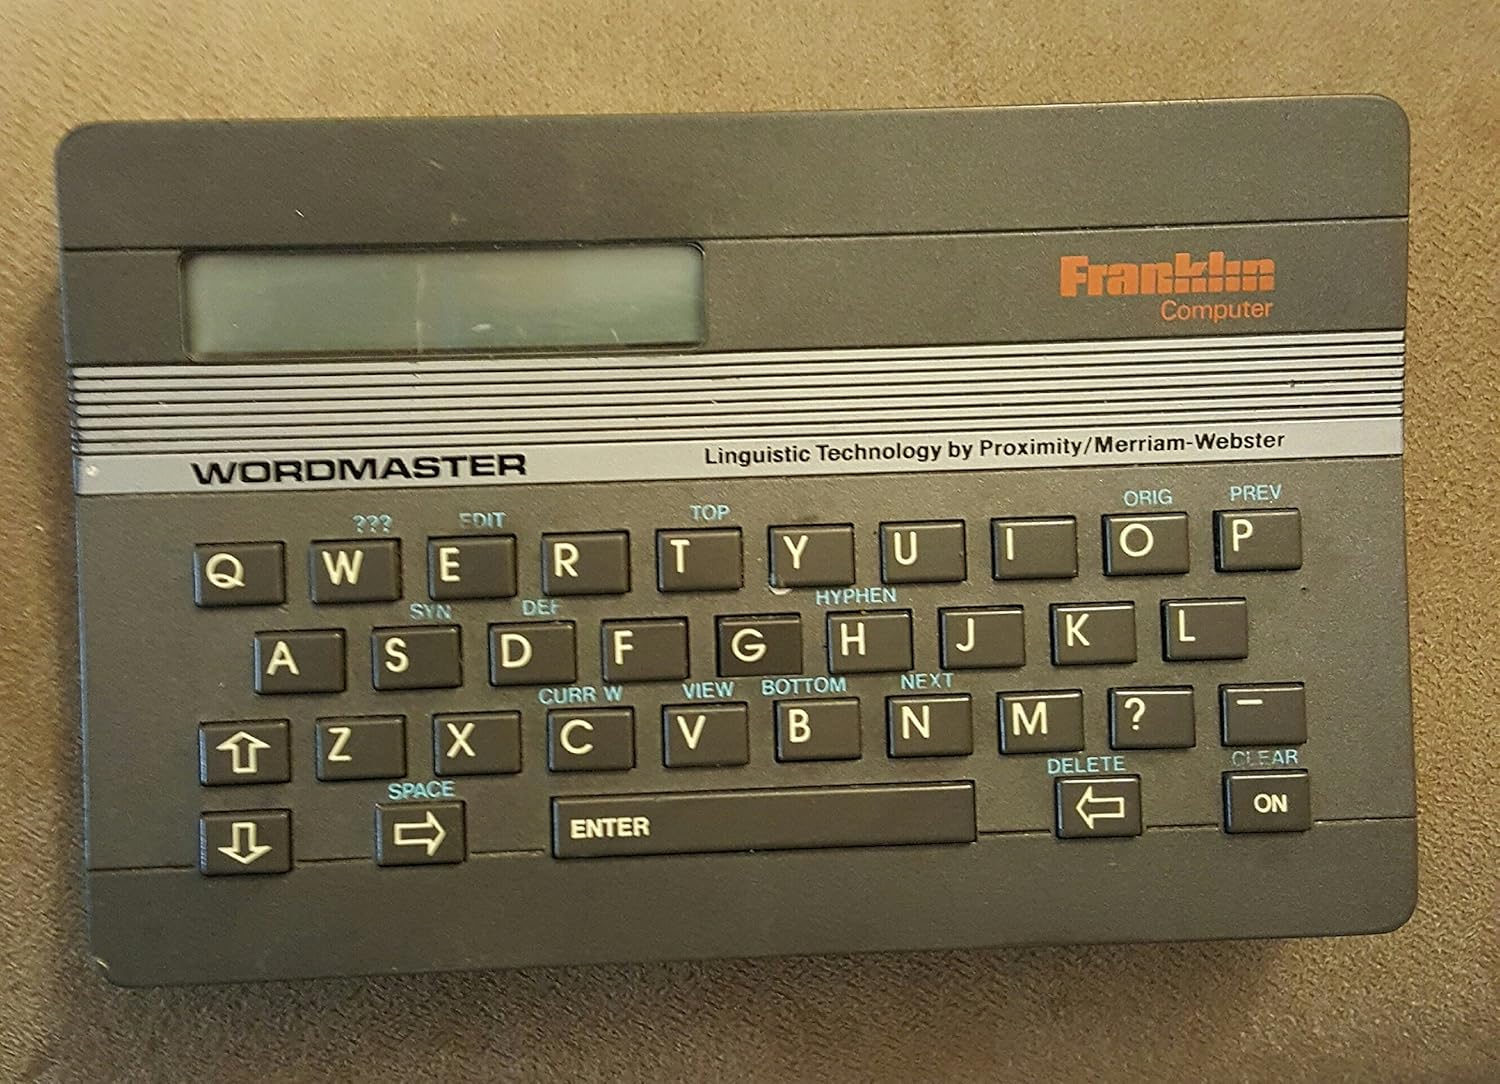 Franklin
Computer
WORDMASTER
Linguistic Technology by Proximity/Merriam-Webster
??? EDIT TOP ORIG PREV
Q W E R T Y U I O P
SYN DEF HYPHEN
A S D F G H J K L
CURR W VIEW BOTTOM NEXT
Z X C V B N M ? –
SPACE DELETE CLEAR
ENTER ON